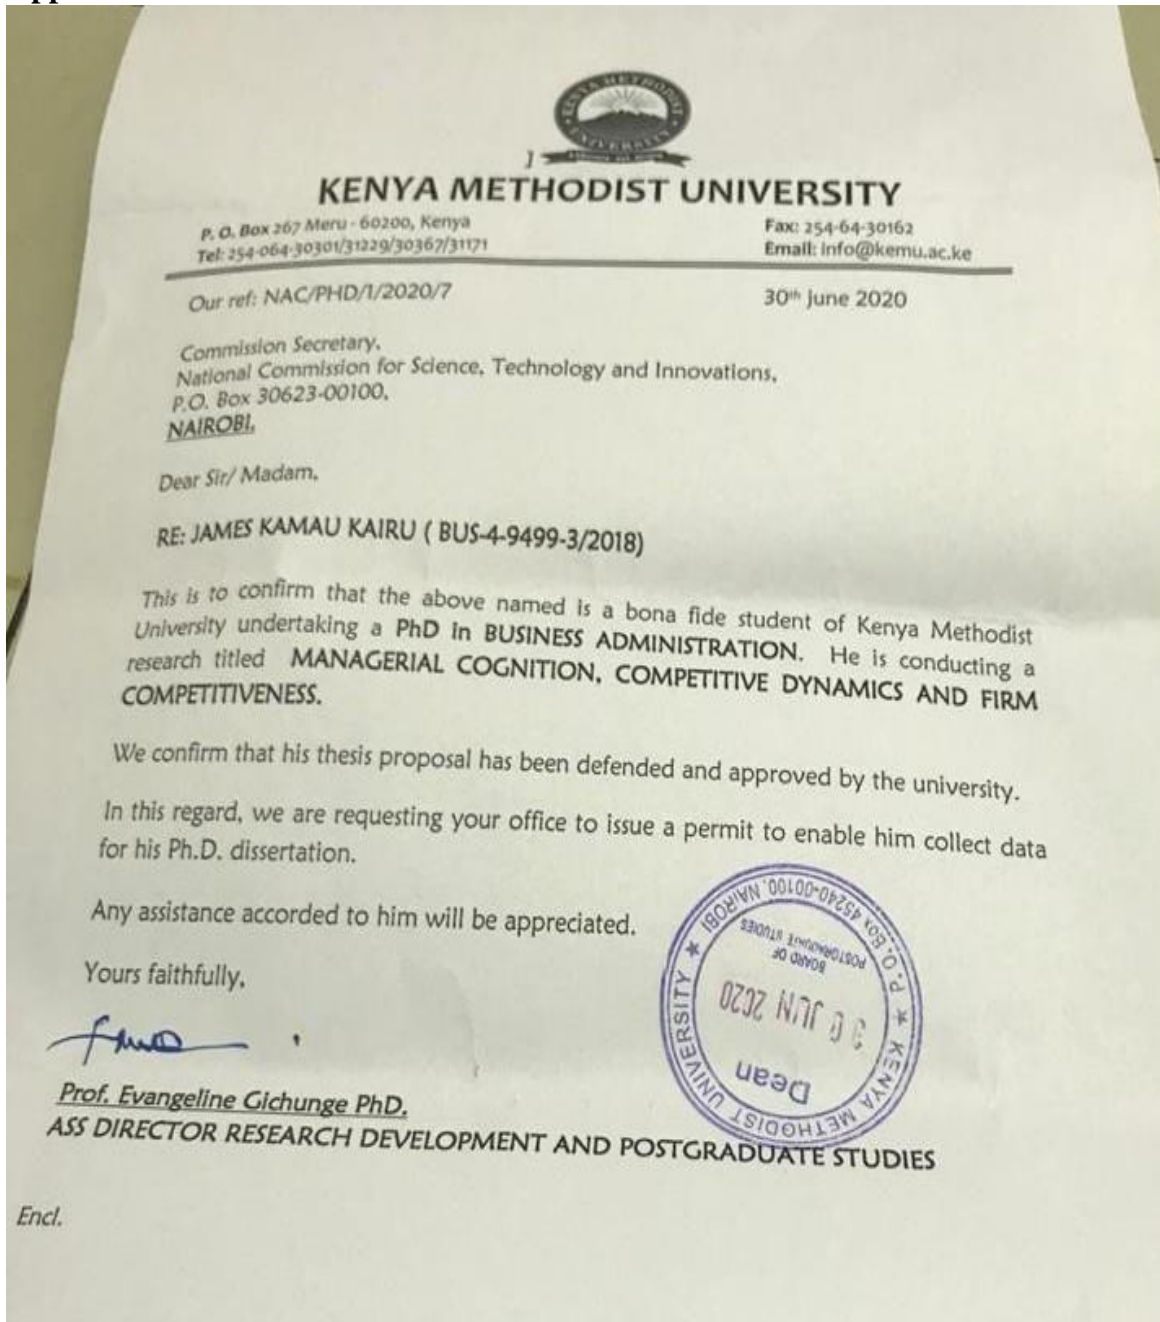 KENYA METHODIST UNIVERSITY
KENYA METHODIST UNIVERSITY
P. O. Box 267 Meru - 60200, Kenya
Tel: 254-064-30301/31229/30367/31171
Fax: 254-64-30162
Email: info@kemu.ac.ke
Our ref: NAC/PHD/1/2020/7
30th June 2020
Commission Secretary,
National Commission for Science, Technology and Innovations,
P.O. Box 30623-00100,
NAIROBI,
Dear Sir/ Madam,
RE: JAMES KAMAU KAIRU ( BUS-4-9499-3/2018)
This is to confirm that the above named is a bona fide student of Kenya Methodist
University undertaking a PhD in BUSINESS ADMINISTRATION. He is conducting a
research titled MANAGERIAL COGNITION, COMPETITIVE DYNAMICS AND FIRM
COMPETITIVENESS.
We confirm that his thesis proposal has been defended and approved by the university.
In this regard, we are requesting your office to issue a permit to enable him collect data
for his Ph.D. dissertation.
Any assistance accorded to him will be appreciated.
Yours faithfully,
Prof. Evangeline Gichunge PhD.
ASS DIRECTOR RESEARCH DEVELOPMENT AND POSTGRADUATE STUDIES
Encl.
KENYA METHODIST UNIVERSITY
P. O. Box 45240-00100, NAIROBI
Dean
30 JUN 2020
BOARD OF
POSTGRADUATE STUDIES